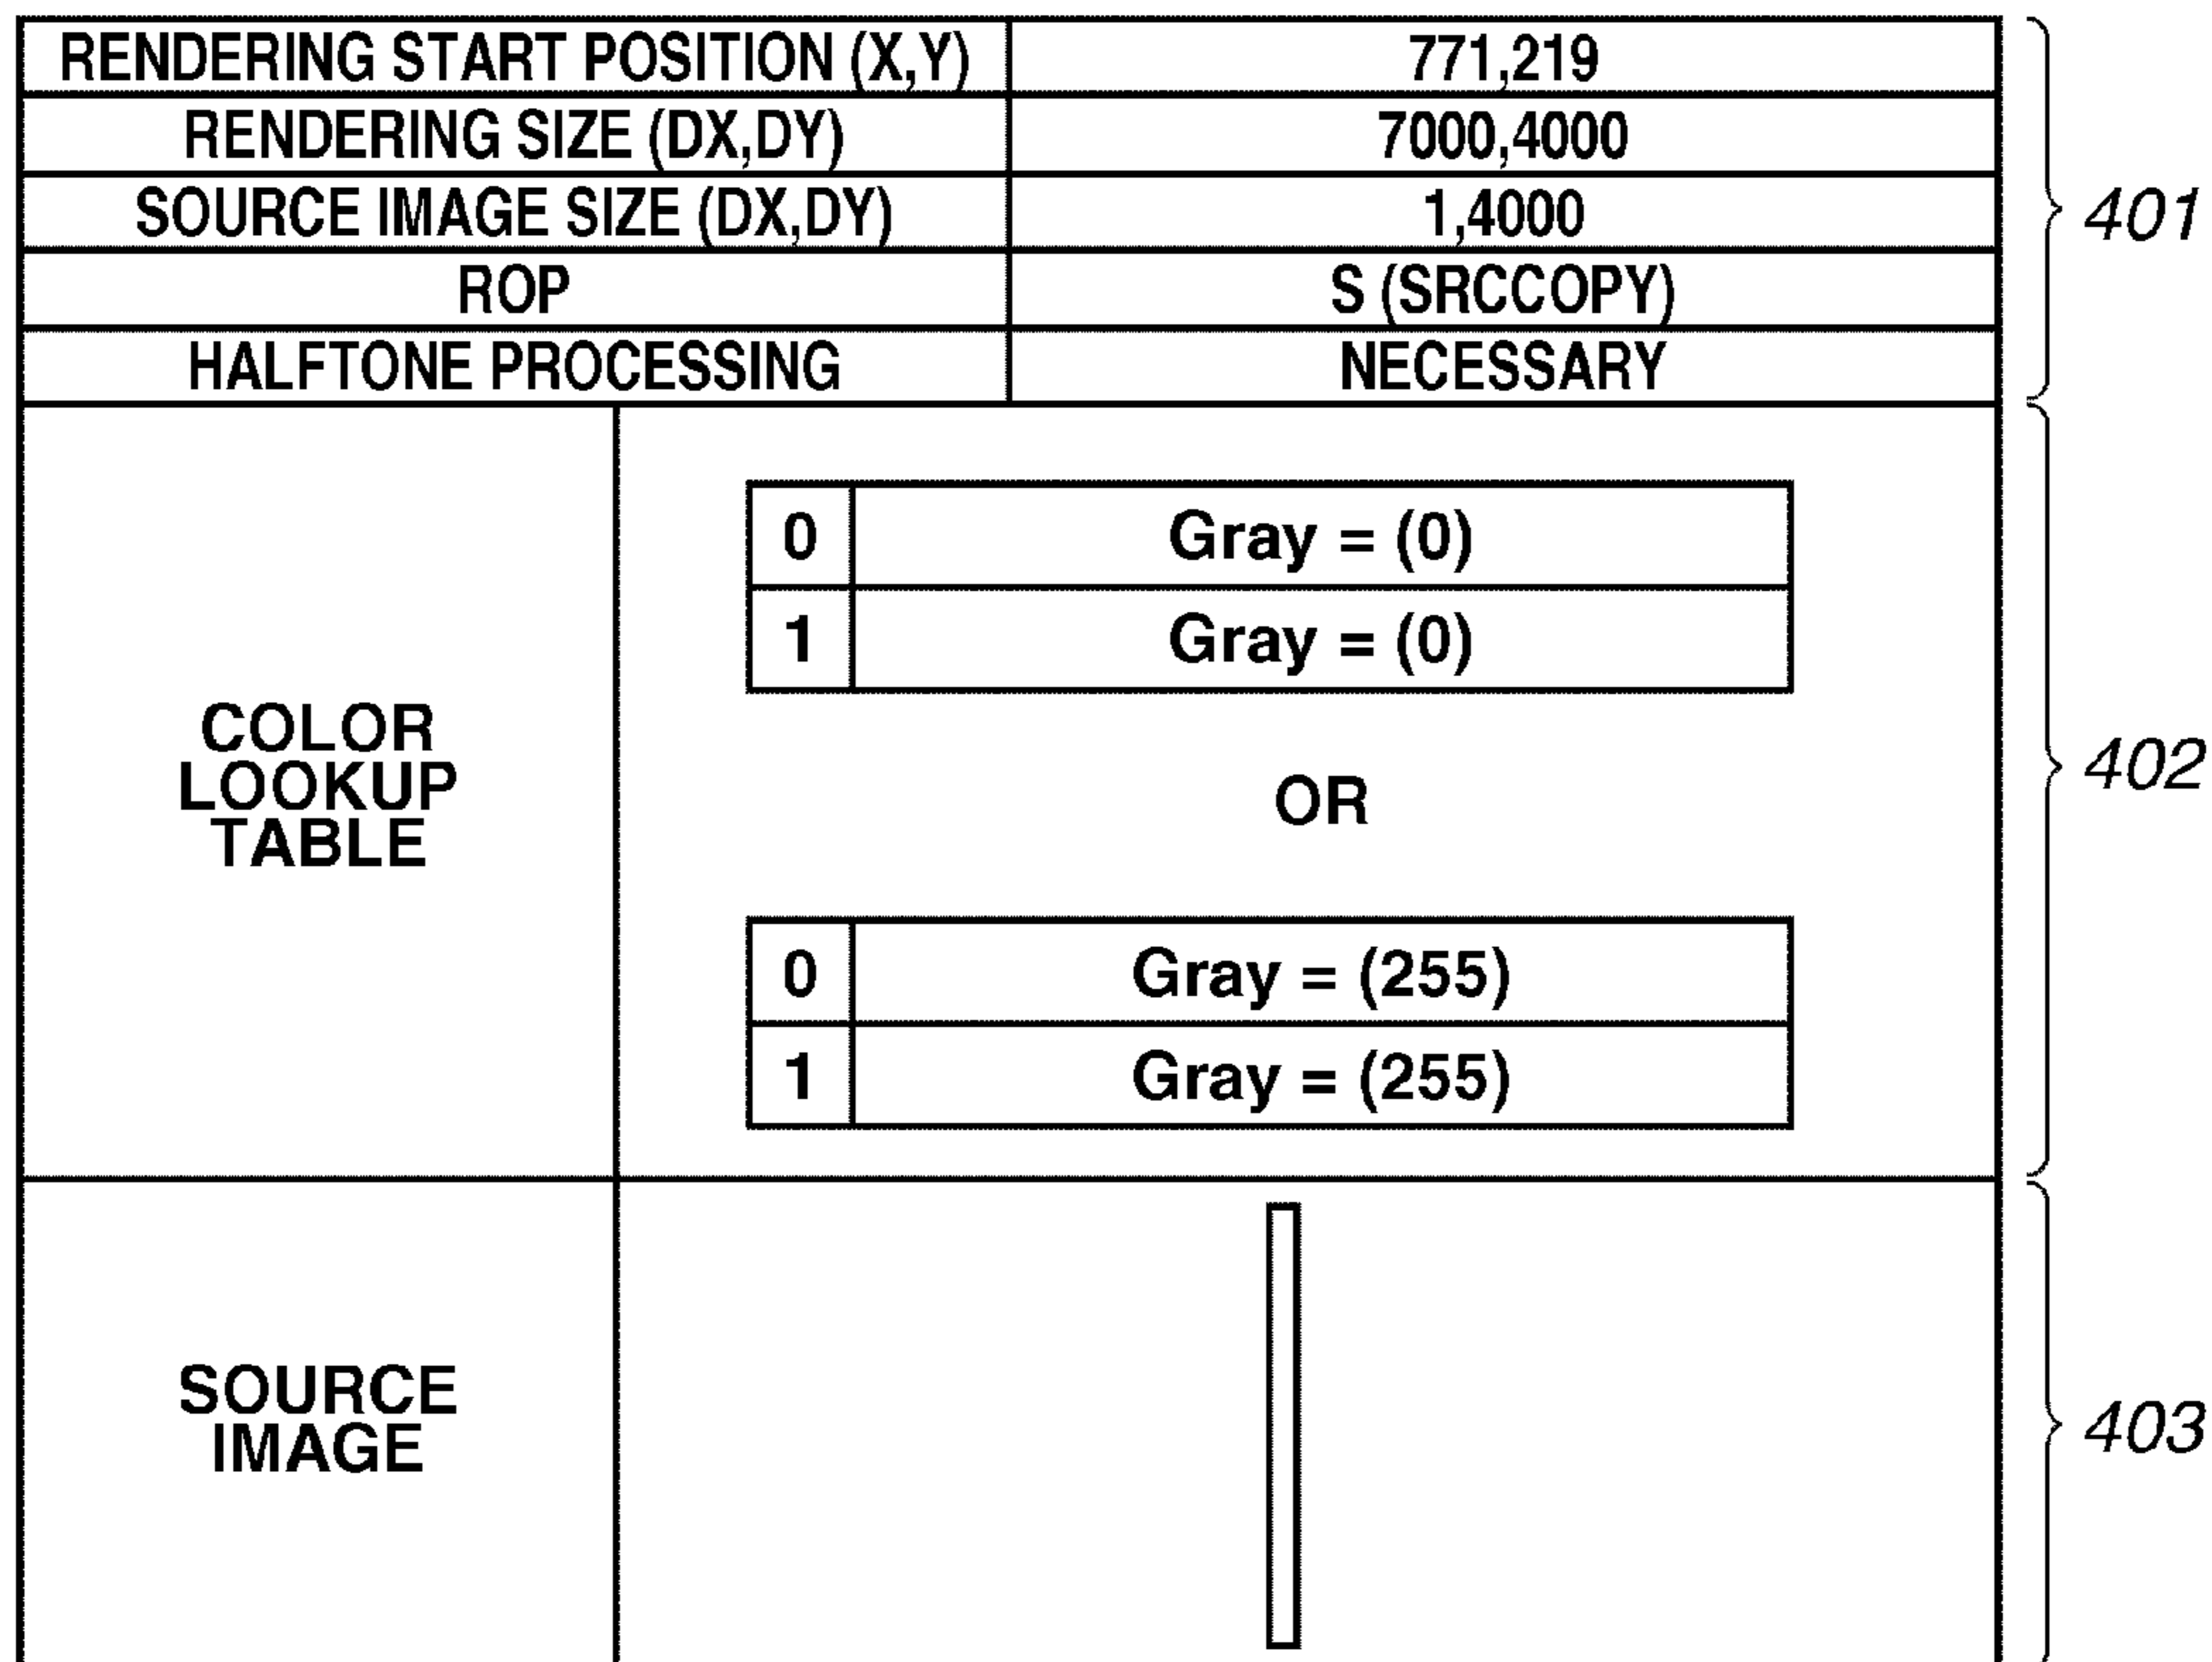 RENDERING START POSITION (X,Y) 771,219
RENDERING SIZE (DX,DY) 7000,4000
SOURCE IMAGE SIZE (DX,DY) 1,4000
401
ROP S (SRCCOPY)
HALFTONE PROCESSING NECESSARY
COLOR
LOOKUP
TABLE
0 Gray = (0)
1 Gray = (0)
OR
0 Gray = (255)
1 Gray = (255)
402
SOURCE
IMAGE
403